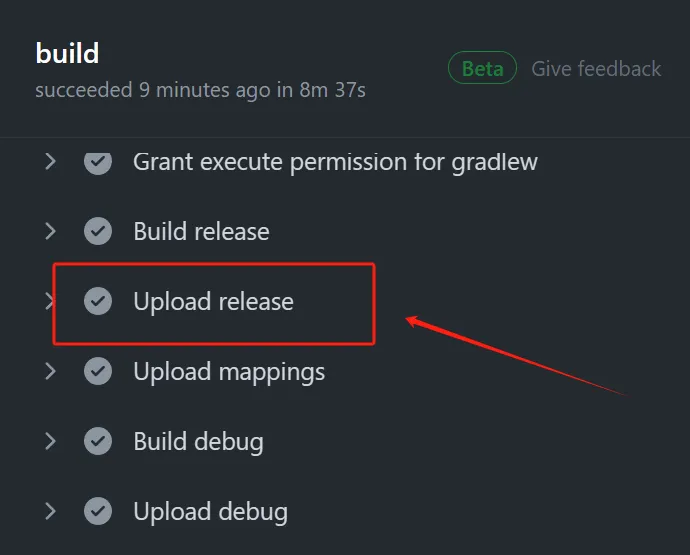 build
Beta Give feedback
succeeded 9 minutes ago in 8m 37s
Grant execute permission for gradlew
Build release
Upload release
Upload mappings
Build debug
Upload debug